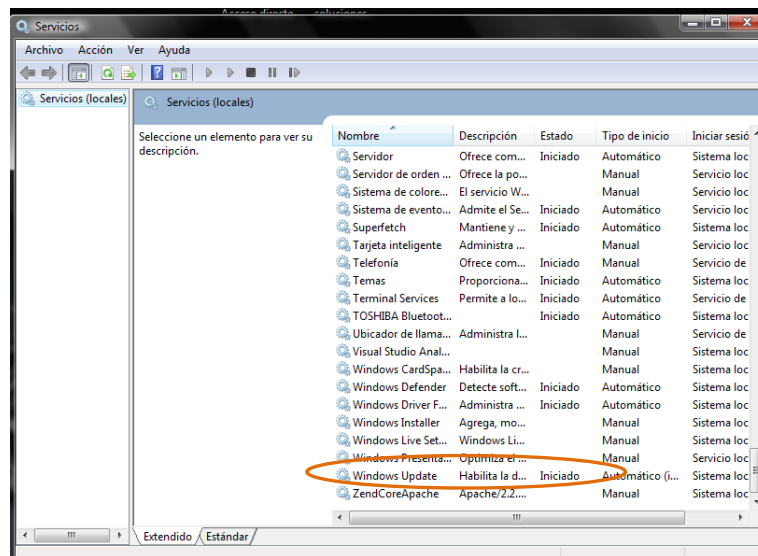 Acceso directo soluciones
Servicios
Archivo Acción Ver Ayuda
Servicios (locales)
Servicios (locales)
Seleccione un elemento para ver su
descripción.
Nombre Descripción Estado Tipo de inicio Iniciar sesió
Servidor Ofrece com... Iniciado Automático Sistema loc
Servidor de orden ... Ofrece la po... Manual Servicio loc
Sistema de colore... El servicio W... Manual Servicio loc
Sistema de evento... Admite el Se... Iniciado Automático Sistema loc
Superfetch Mantiene y ... Iniciado Automático Sistema loc
Tarjeta inteligente Administra ... Manual Servicio loc
Telefonía Ofrece com... Iniciado Manual Servicio de
Temas Proporciona... Iniciado Automático Sistema loc
Terminal Services Permite a lo... Iniciado Automático Servicio de
TOSHIBA Bluetoot... Iniciado Automático Sistema loc
Ubicador de llama... Administra l... Manual Servicio de
Visual Studio Anal... Manual Sistema loc
Windows CardSpa... Habilita la cr... Manual Sistema loc
Windows Defender Detecte soft... Iniciado Automático Sistema loc
Windows Driver F... Administra ... Iniciado Automático Sistema loc
Windows Installer Agrega, mo... Manual Sistema loc
Windows Live Set... Windows Li... Manual Sistema loc
Windows Presenta... Optimiza el ... Manual Servicio loc
Windows Update Habilita la d... Iniciado Automático (i... Sistema loc
ZendCoreApache Apache/2.2.... Manual Sistema loc
Extendido Estándar